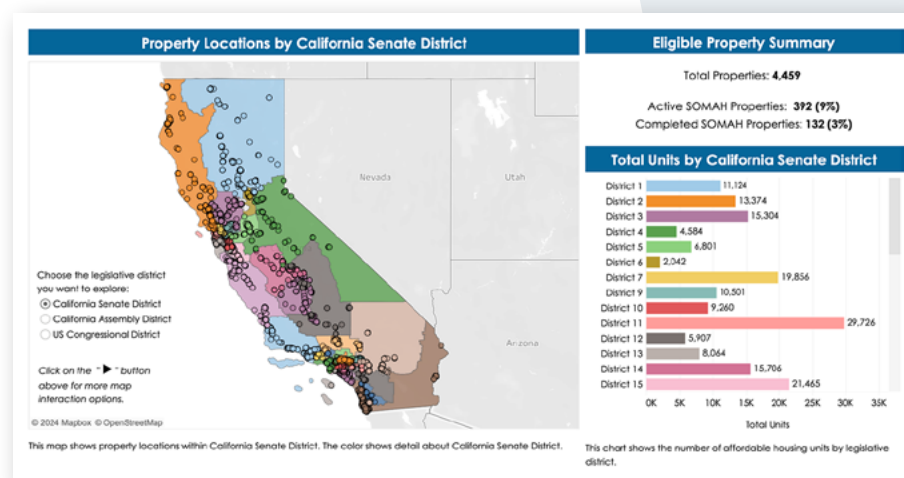 Property Locations by California Senate District
Nevada
Utah
Arizona
Choose the legislative district
you want to explore:
California Senate District
California Assembly District
US Congressional District
Click on the "▶" button
above for more map
interaction options.
© 2024 Mapbox © OpenStreetMap
This map shows property locations within California Senate District. The color shows detail about California Senate District.
Eligible Property Summary
Total Properties: 4,459
Active SOMAH Properties: 392 (9%)
Completed SOMAH Properties: 132 (3%)
Total Units by California Senate District
District 1 11,124
District 2 13,374
District 3 15,304
District 4 4,584
District 5 6,801
District 6 2,042
District 7 19,856
District 9 10,501
District 10 9,260
District 11 29,726
District 12 5,907
District 13 8,064
District 14 15,706
District 15 21,465
0K 5K 10K 15K 20K 25K 30K 35K
Total Units
This chart shows the number of affordable housing units by legislative
district.